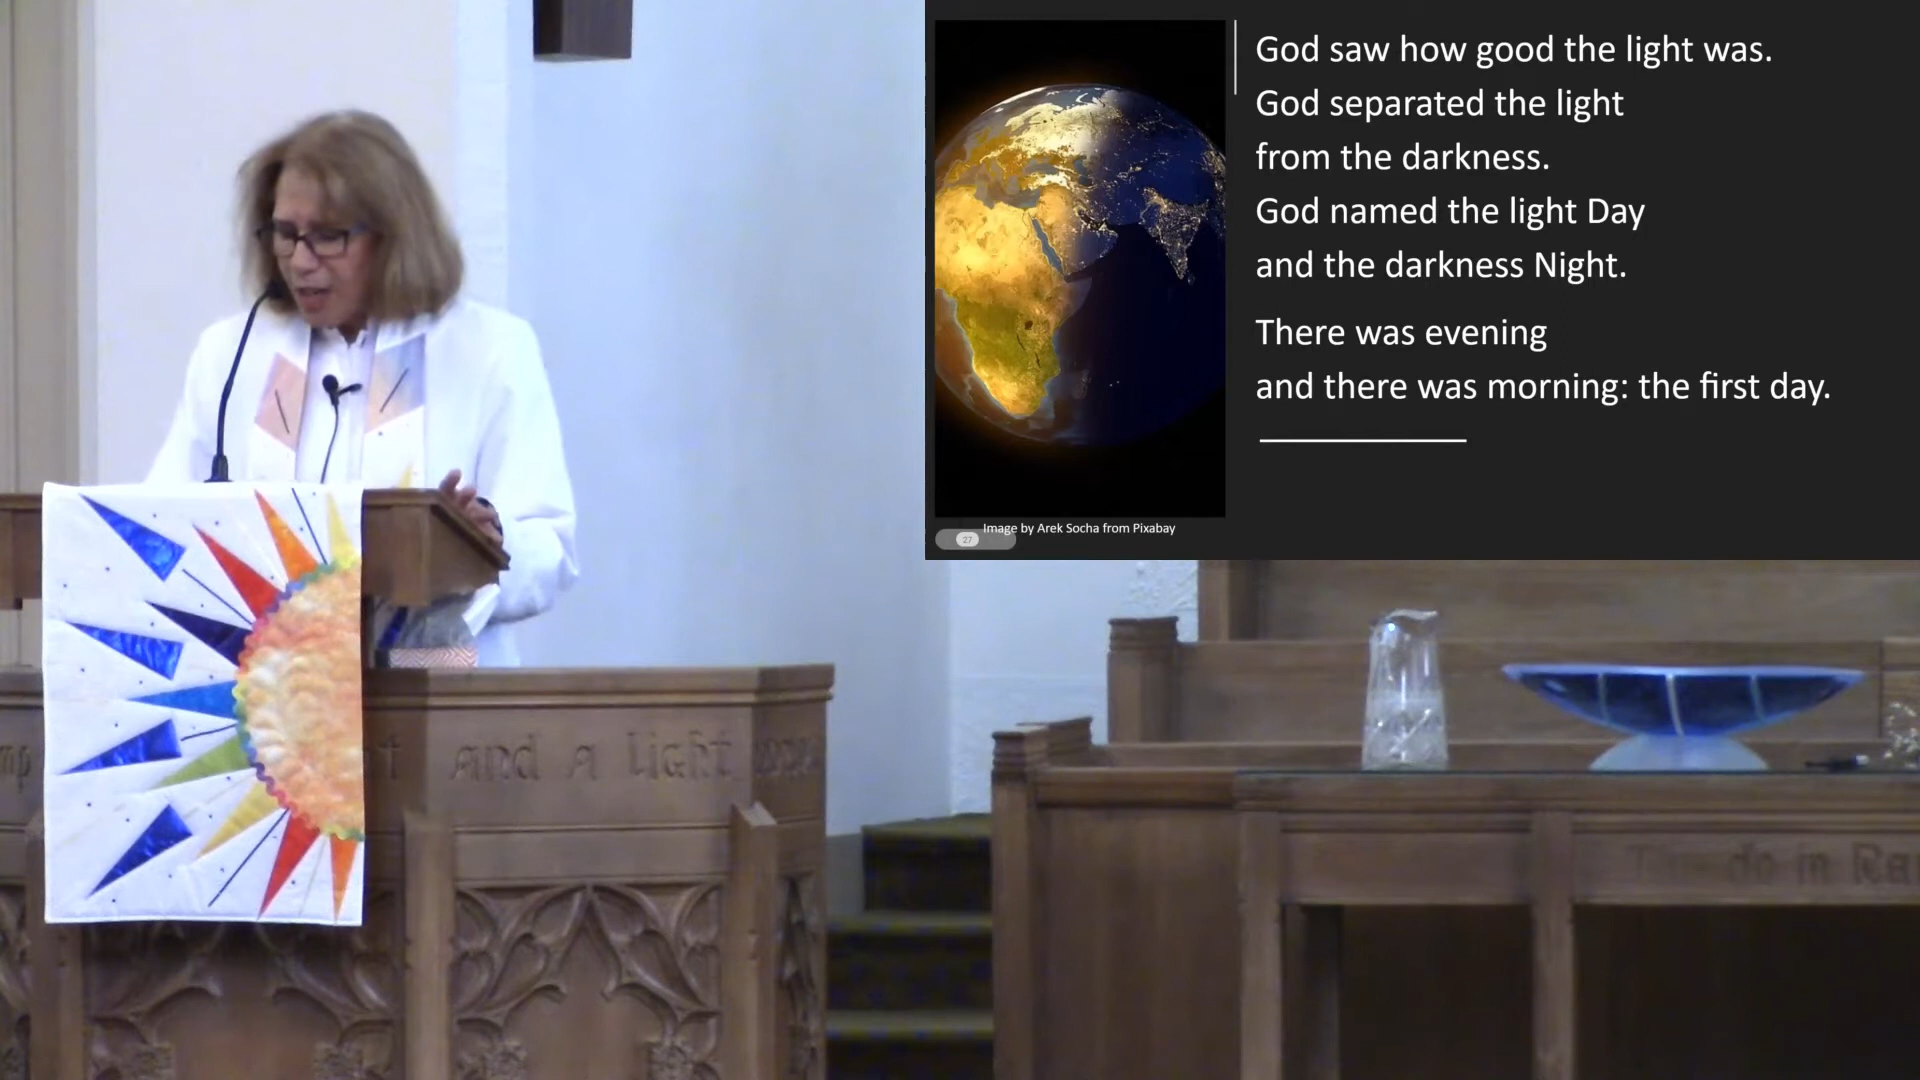 God saw how good the light was.
God separated the light
from the darkness.
God named the light Day
and the darkness Night.
There was evening
and there was morning: the first day.
Image by Arek Socha from Pixabay
27
and a light
do in